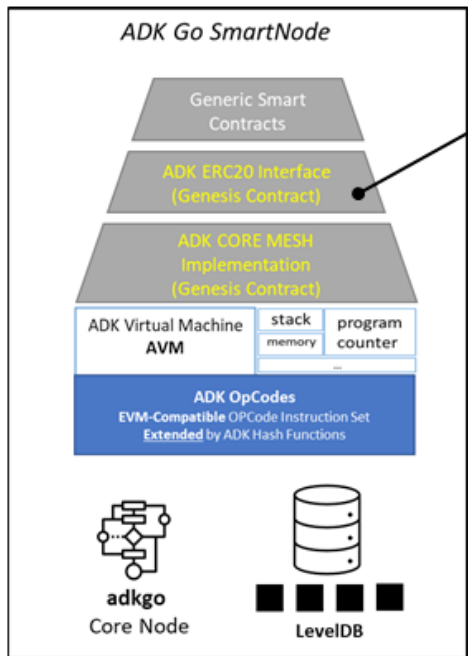 ADK Go SmartNode
Generic Smart
Contracts
ADK ERC20 Interface
(Genesis Contract)
ADK CORE MESH
Implementation
(Genesis Contract)
ADK Virtual Machine
AVM
stack
memory
program
counter
...
ADK OpCodes
EVM-Compatible OPCode Instruction Set
Extended by ADK Hash Functions
adkgo
Core Node
LevelDB